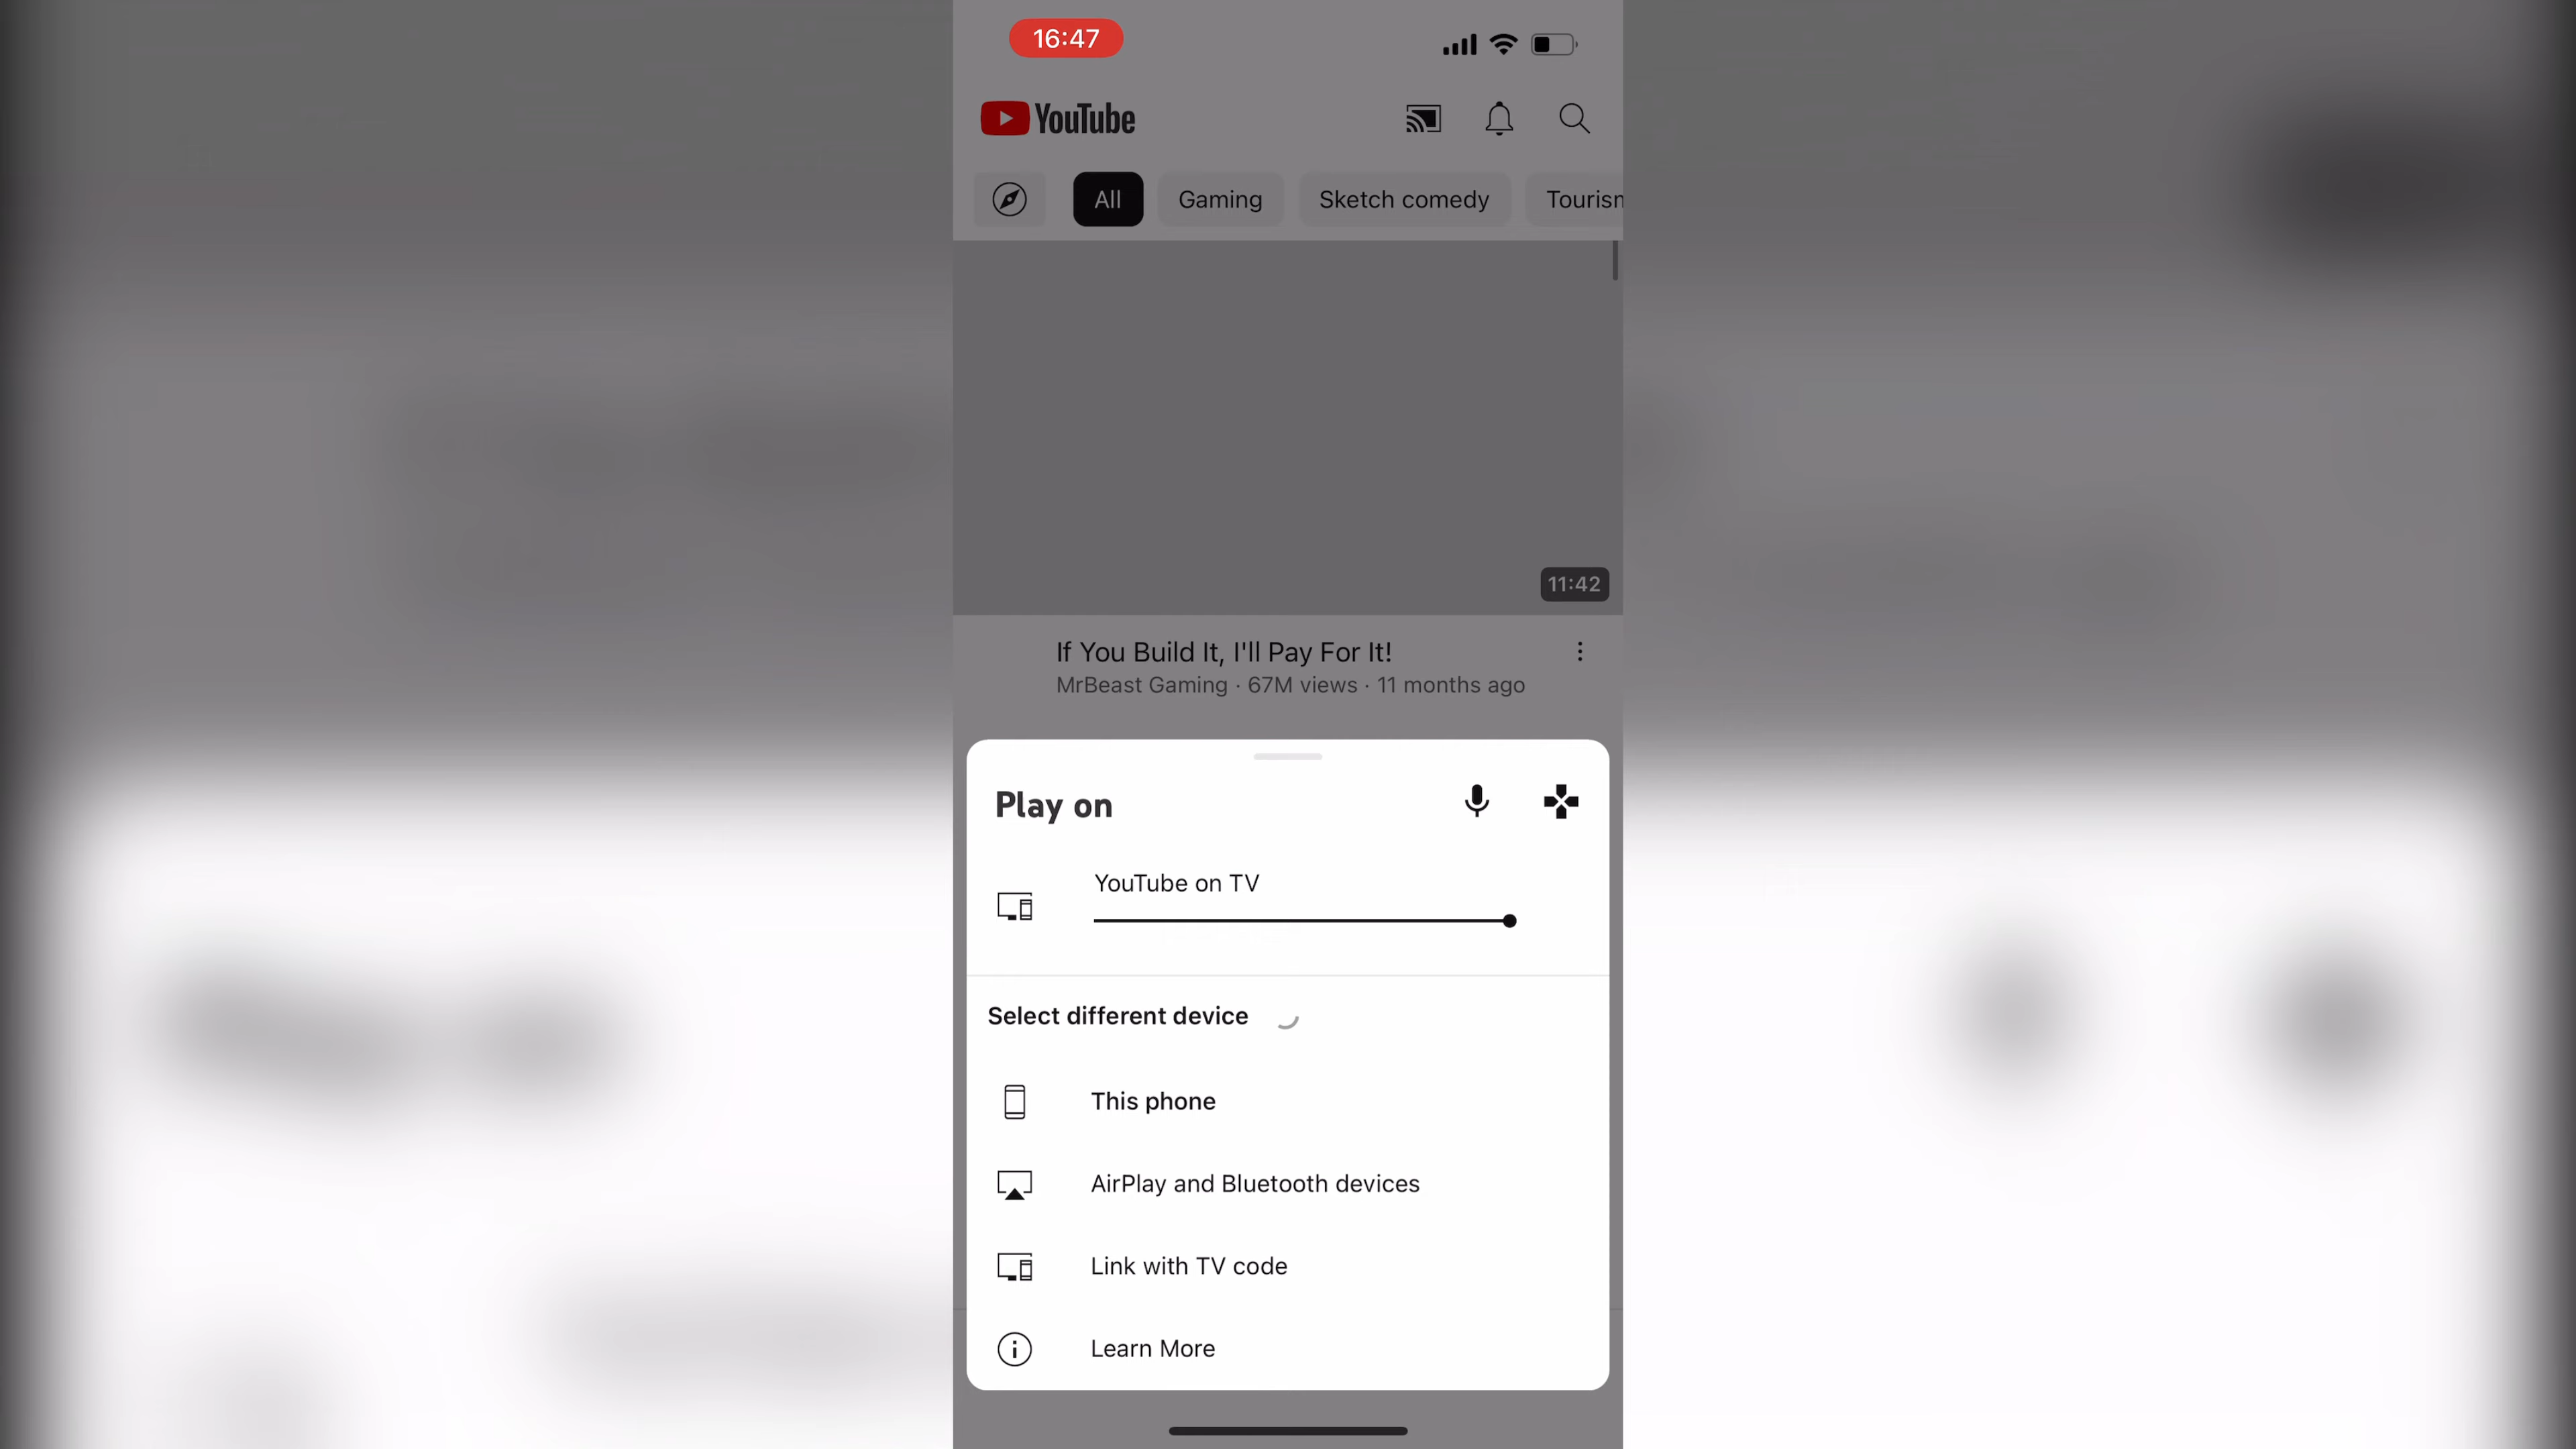 16:47
YouTube
All Gaming Sketch comedy Tourism
11:42
If You Build It, I'll Pay For It!
MrBeast Gaming · 67M views · 11 months ago
Play on
YouTube on TV
Select different device
This phone
AirPlay and Bluetooth devices
Link with TV code
Learn More